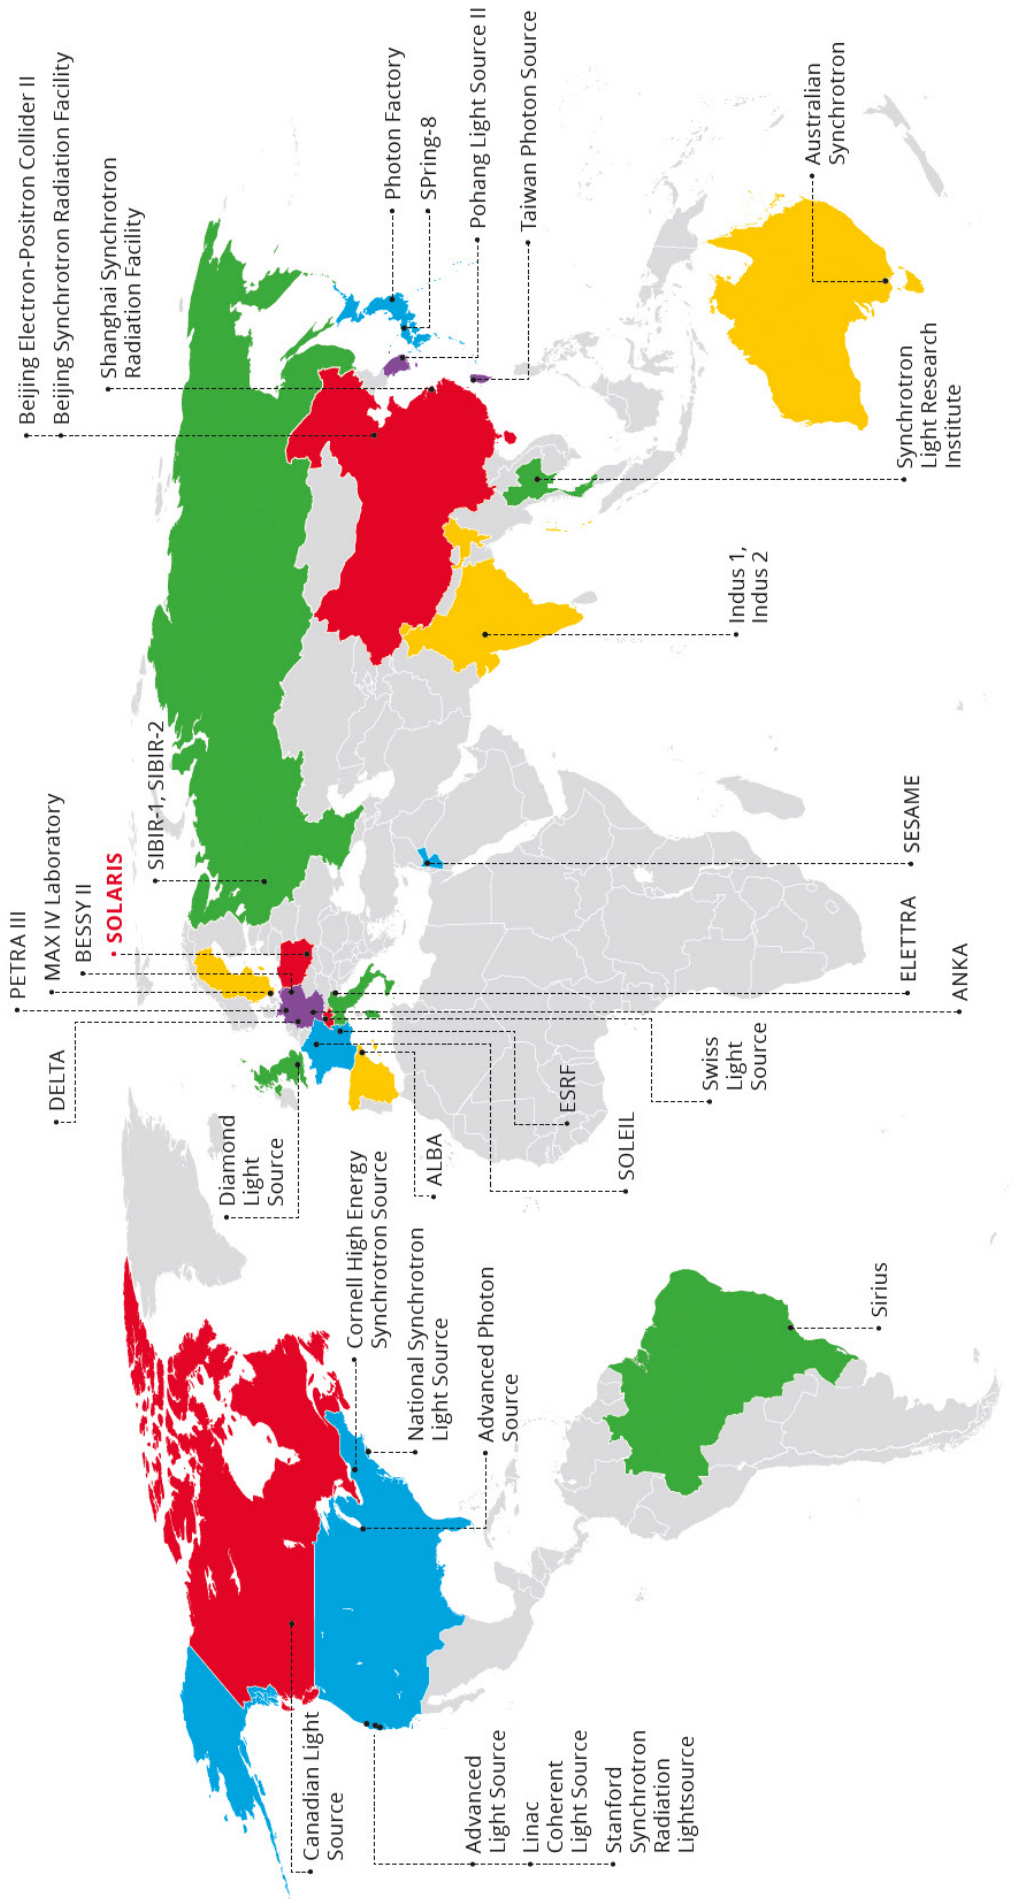 Beijing Electron-Positron Collider II
Beijing Synchrotron Radiation Facility
Shanghai Synchrotron
Radiation Facility
Photon Factory
SPring-8
Pohang Light Source II
Taiwan Photon Source
Australian
Synchrotron
Synchrotron
Light Research
Institute
Indus 1,
Indus 2
PETRA III
MAX IV Laboratory
BESSY II
SOLARIS
SIBIR-1, SIBIR-2
SESAME
ELETTRA
ANKA
Swiss
Light
Source
ESRF
SOLEIL
ALBA
DELTA
Diamond
Light
Source
Cornell High Energy
Synchrotron Source
National Synchrotron
Light Source
Advanced Photon
Source
Sirius
Canadian Light
Source
Advanced
Light Source
Linac
Coherent
Light Source
Stanford
Synchrotron
Radiation
Lightsource